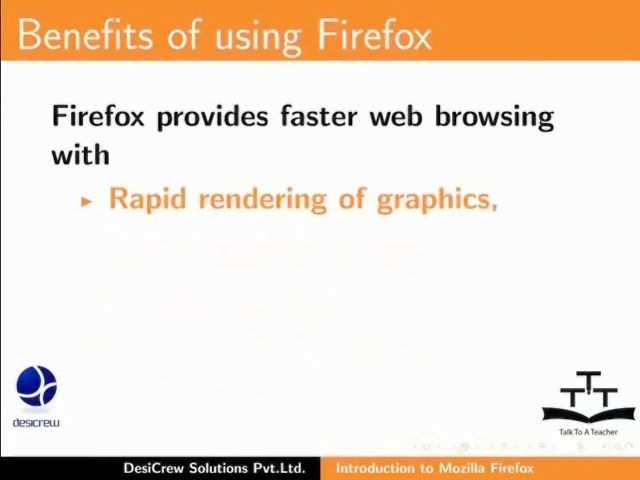 Benefits of using Firefox
Firefox provides faster web browsing
with
Rapid rendering of graphics,
desicrew
TTT
Talk To A Teacher
DesiCrew Solutions Pvt.Ltd.
Introduction to Mozilla Firefox